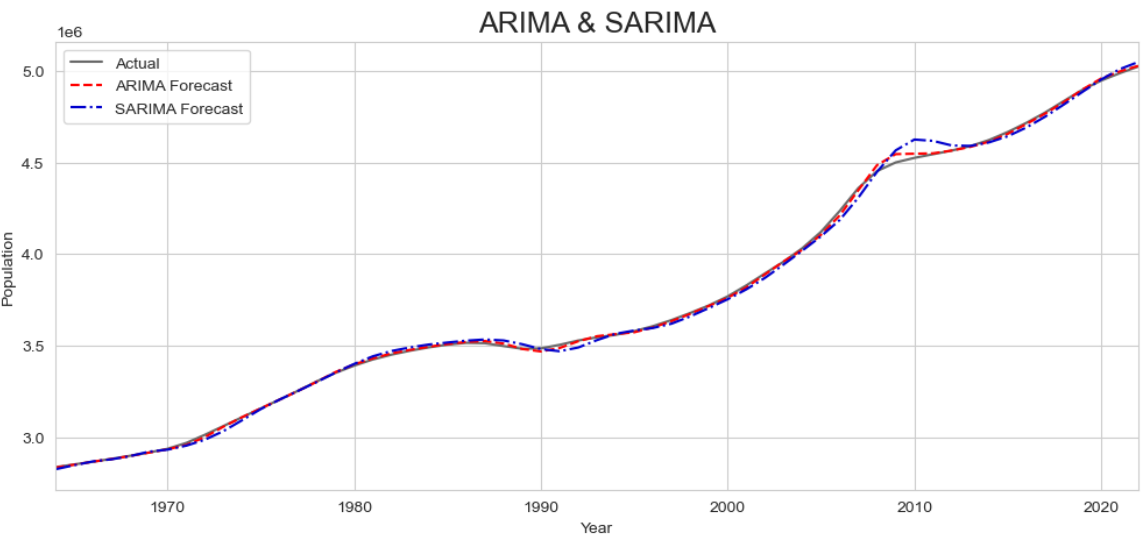 ARIMA & SARIMA
1e6
Actual
ARIMA Forecast
SARIMA Forecast
5.0
4.5
4.0
3.5
3.0
Population
1970 1980 1990 2000 2010 2020
Year